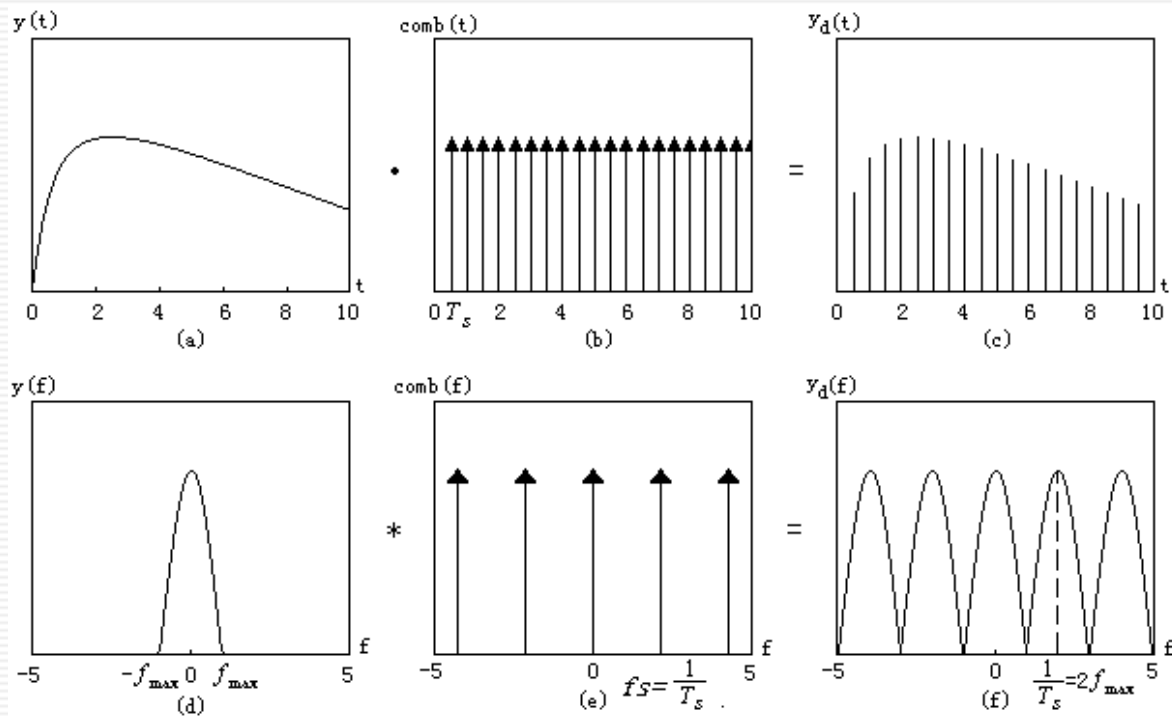 y(t)
comb(t)
y_d(t)
•
=
t
t
0 2 4 6 8 10
0 T_s 2 4 6 8 10
0 2 4 6 8 10
(a)
(b)
(c)
y(f)
comb(f)
y_d(f)
*
=
f
f
f
-5 -f_max 0 f_max 5
-5 0 5
-5 0 5
(d)
(e) fs=1/T_s .
(f) 1/T_s=2f_max